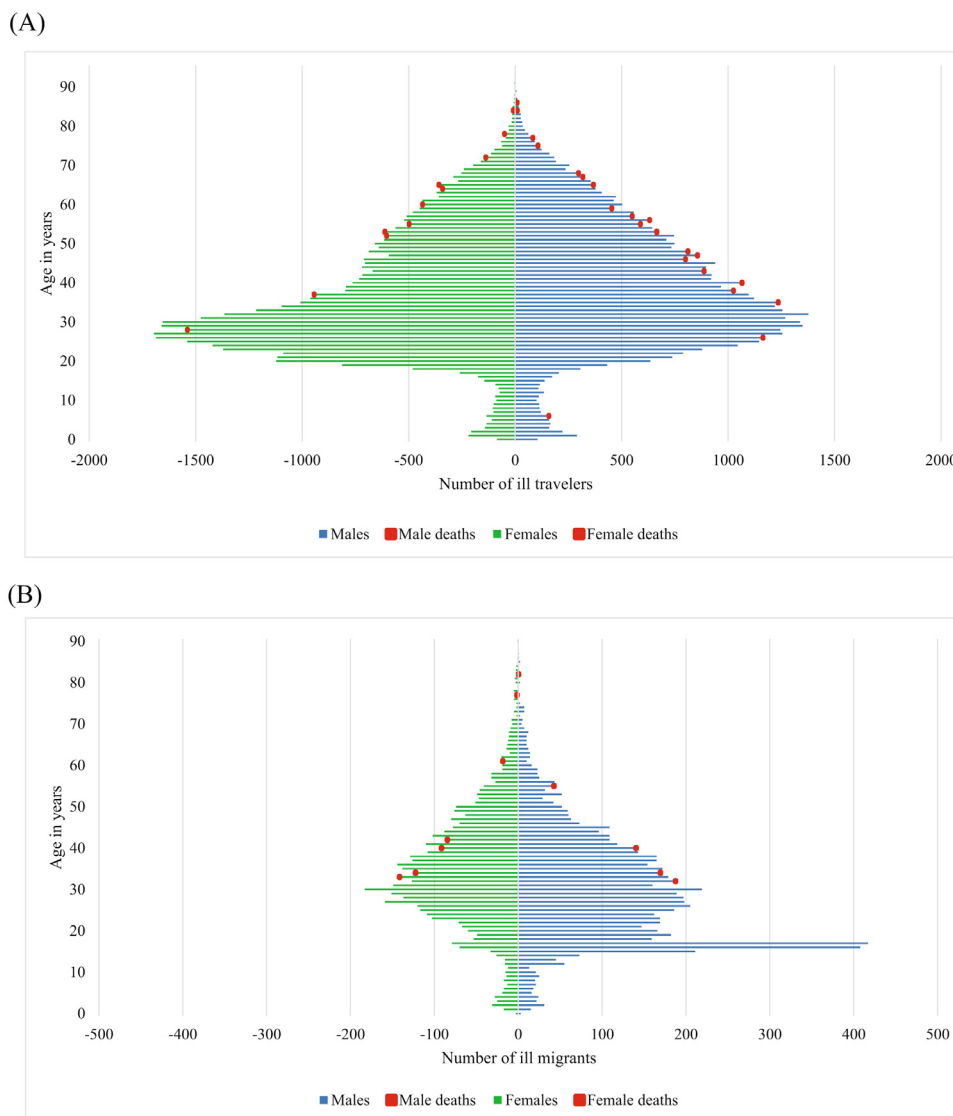 (A)
90
80
70
60
50
40
30
20
10
0
Age in years
-2000 -1500 -1000 -500 0 500 1000 1500 2000
Number of ill travelers
Males Male deaths Females Female deaths
(B)
90
80
70
60
50
40
30
20
10
0
Age in years
-500 -400 -300 -200 -100 0 100 200 300 400 500
Number of ill migrants
Males Male deaths Females Female deaths